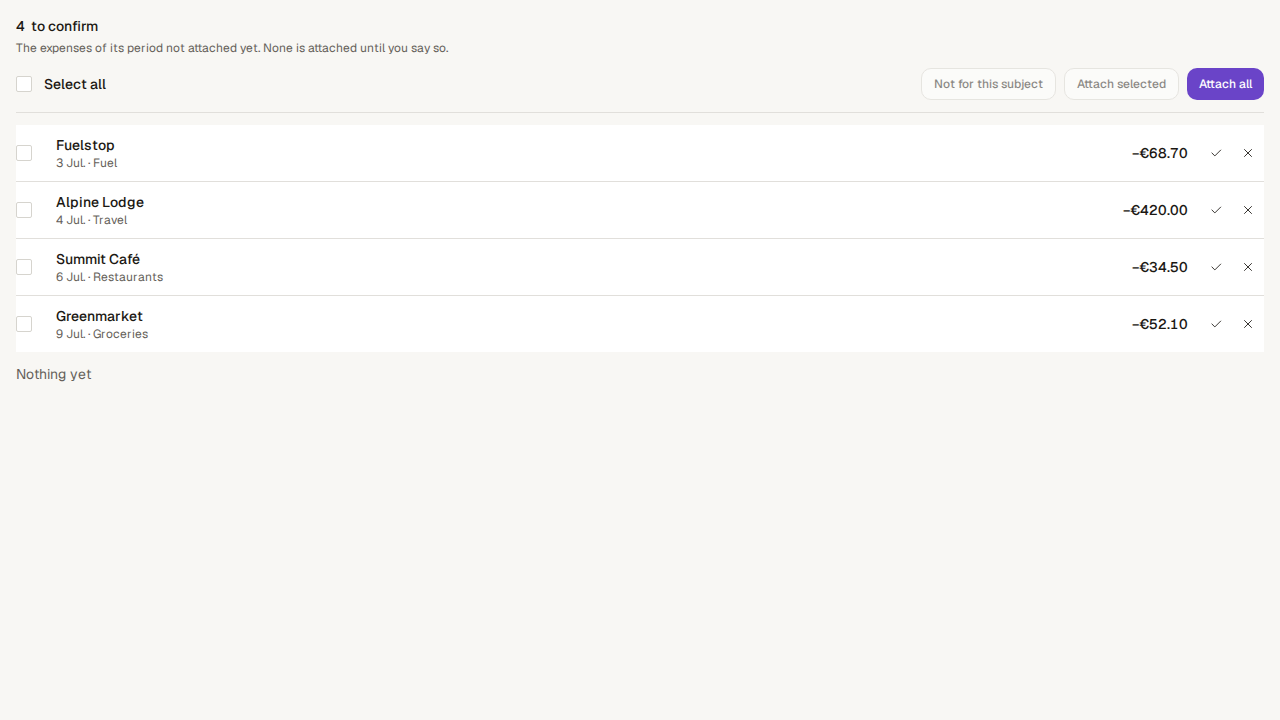 4 to confirm
The expenses of its period not attached yet. None is attached until you say so.
Select all
Not for this subject
Attach selected
Attach all
Fuelstop
3 Jul. · Fuel
−€68.70
Alpine Lodge
4 Jul. · Travel
−€420.00
Summit Café
6 Jul. · Restaurants
−€34.50
Greenmarket
9 Jul. · Groceries
−€52.10
Nothing yet